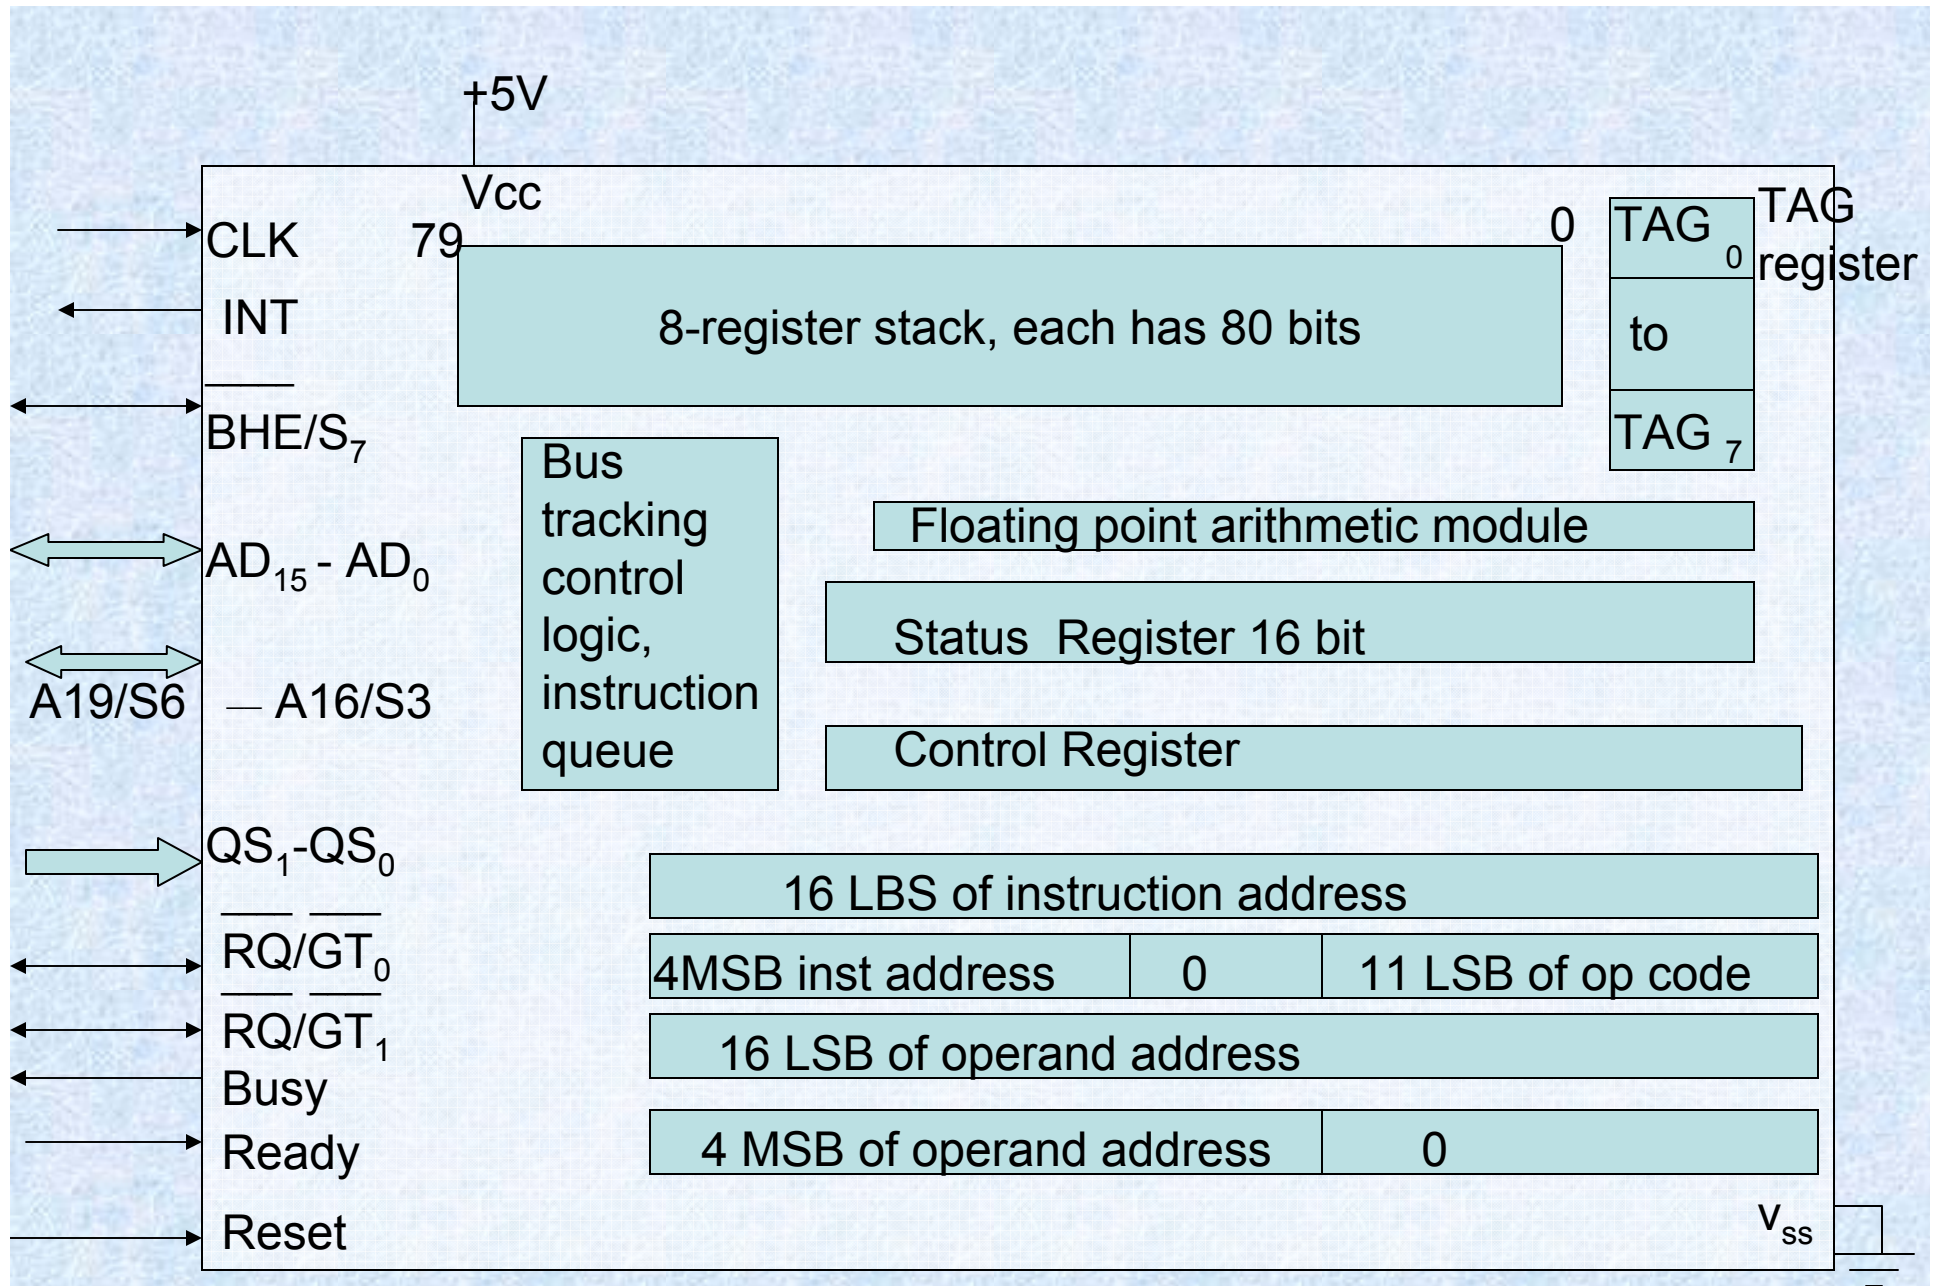 +5V
Vcc
CLK
79
0
TAG 0
TAG
register
INT
8-register stack, each has 80 bits
to
BHE/S7
TAG 7
Bus
tracking
control
logic,
instruction
queue
Floating point arithmetic module
AD15 - AD0
Status Register 16 bit
A19/S6 — A16/S3
Control Register
QS1-QS0
16 LBS of instruction address
RQ/GT0
4MSB inst address
0
11 LSB of op code
RQ/GT1
16 LSB of operand address
Busy
Ready
4 MSB of operand address
0
Reset
Vss